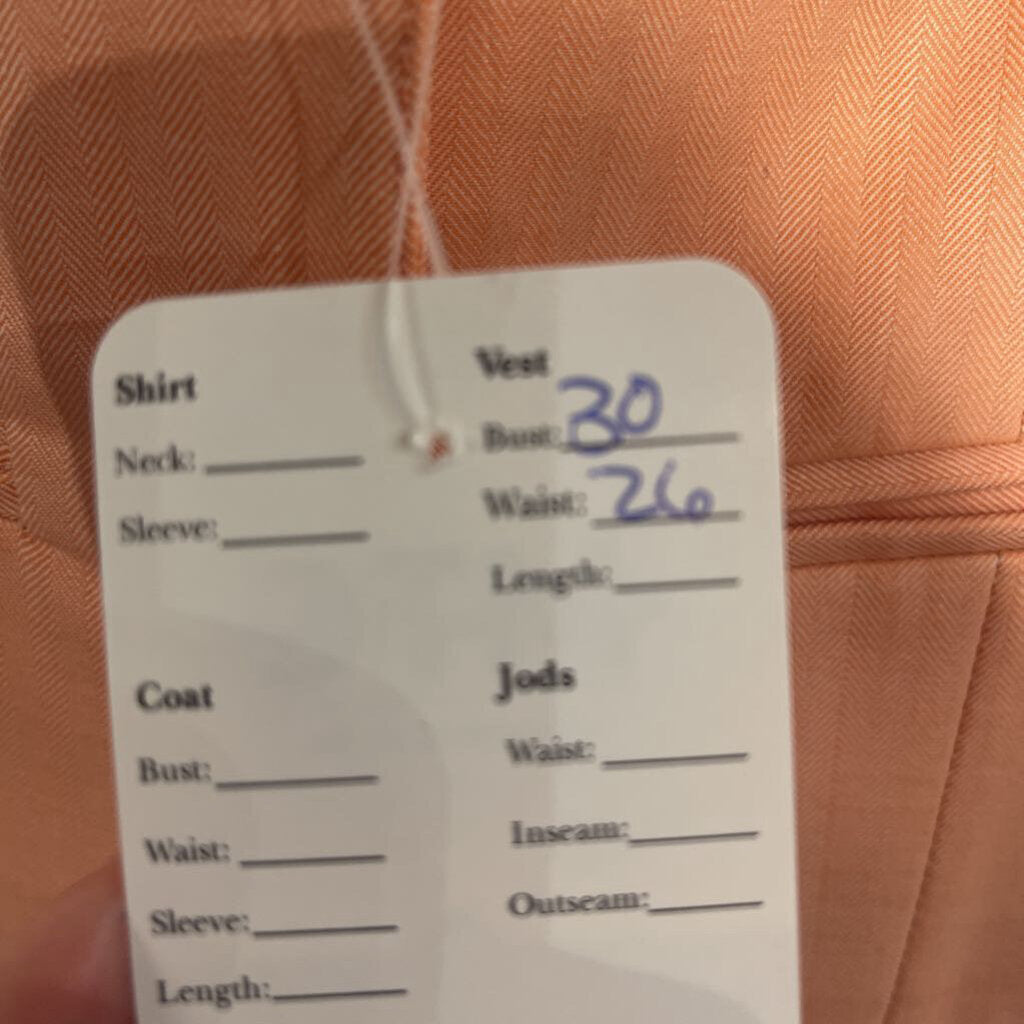 Shirt
Neck:
Sleeve:
Vest
Bust: 30
Waist: 26
Length:
Coat
Bust:
Waist:
Sleeve:
Length:
Jods
Waist:
Inseam:
Outseam: